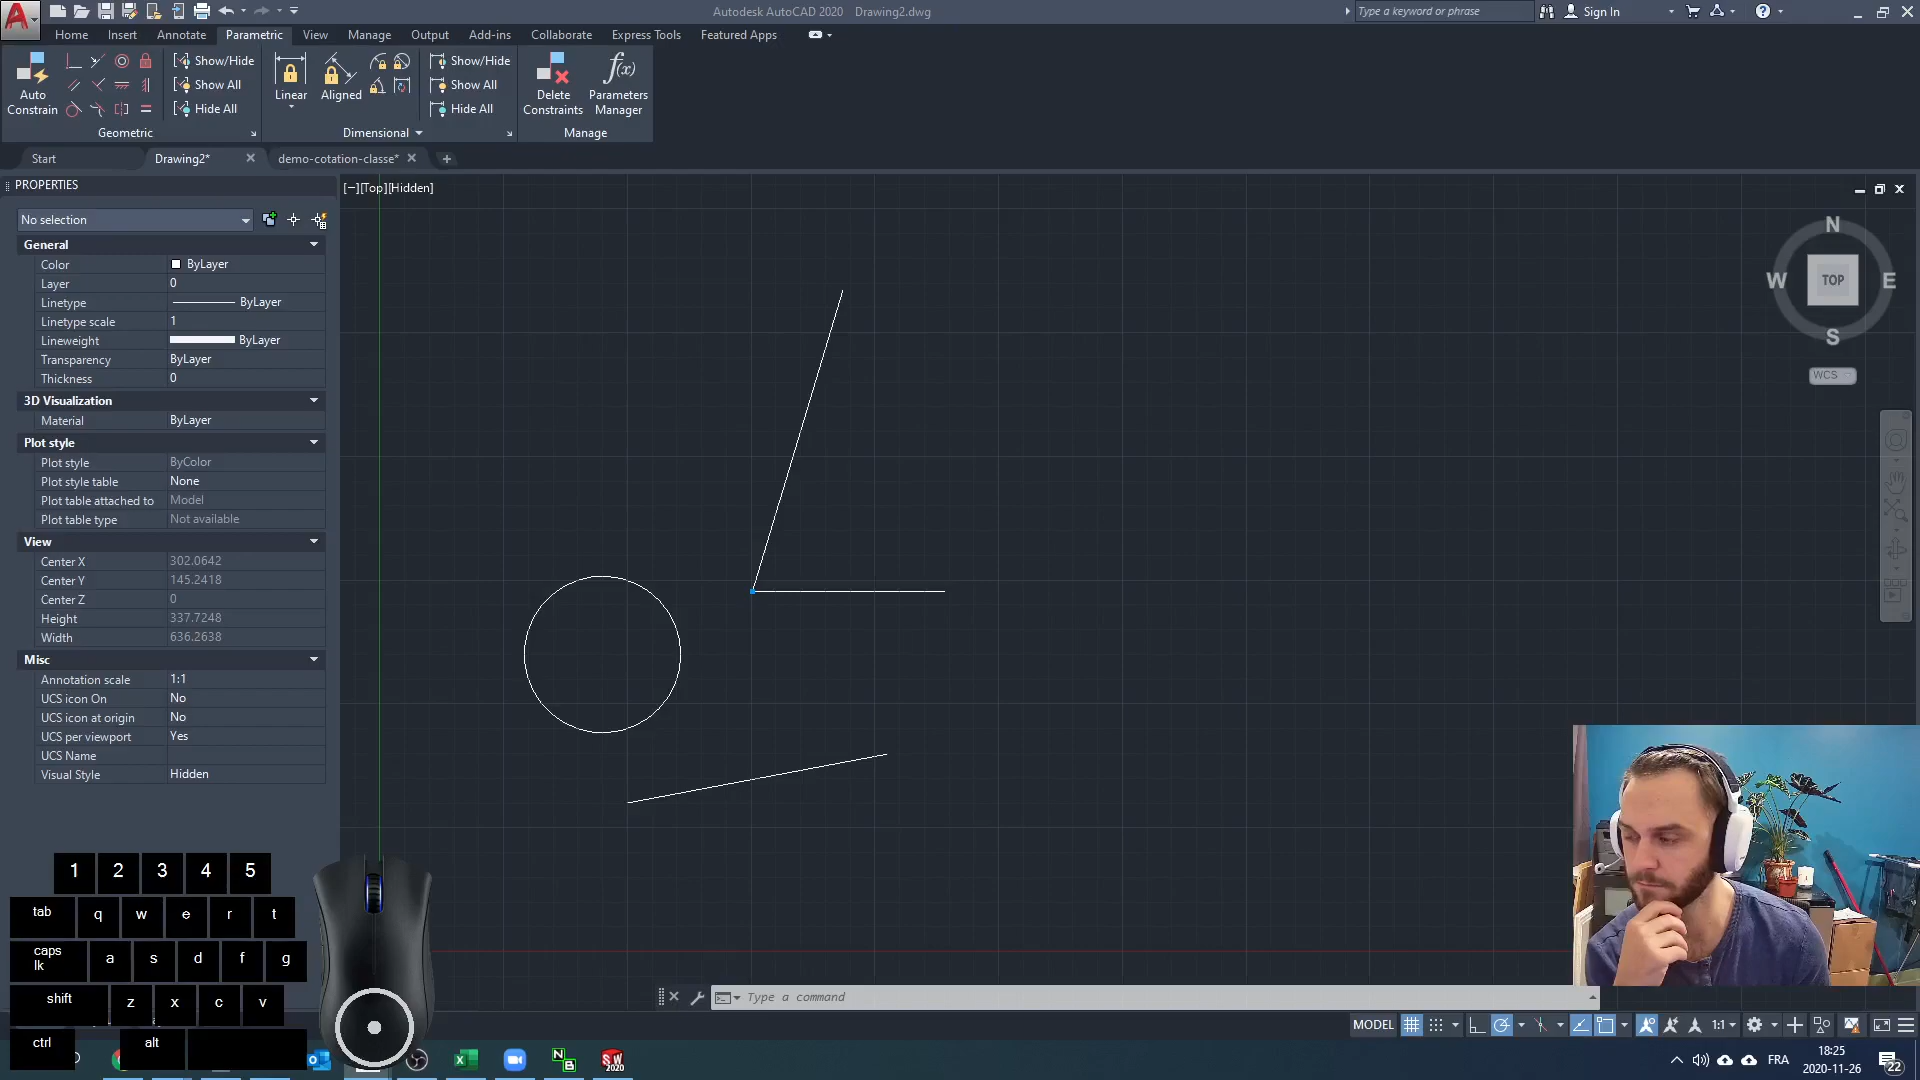 Autodesk AutoCAD 2020 Drawing2.dwg
Type a keyword or phrase
Sign In
Home Insert Annotate Parametric View Manage Output Add-ins Collaborate Express Tools Featured Apps
Auto
Constrain
Show/Hide
Show All
Hide All
Geometric
Linear
Aligned
Show/Hide
Show All
Hide All
Dimensional
Delete
Constraints
f(x)
Parameters
Manager
Manage
Start Drawing2* demo-cotation-classe*
PROPERTIES
No selection
General
Color ByLayer
Layer 0
Linetype ByLayer
Linetype scale 1
Lineweight ByLayer
Transparency ByLayer
Thickness 0
3D Visualization
Material ByLayer
Plot style
Plot style ByColor
Plot style table None
Plot table attached to Model
Plot table type Not available
View
Center X 302.0642
Center Y 145.2418
Center Z 0
Height 337.7248
Width 636.2638
Misc
Annotation scale 1:1
UCS icon On No
UCS icon at origin No
UCS per viewport Yes
UCS Name
Visual Style Hidden
[−][Top][Hidden]
N
W TOP E
S
WCS
1 2 3 4 5
tab q w e r t
caps
lk a s d f g
shift z x c v
ctrl alt
Type a command
MODEL 1:1
N
B
SW
2020
FRA
18:25
2020-11-26
22